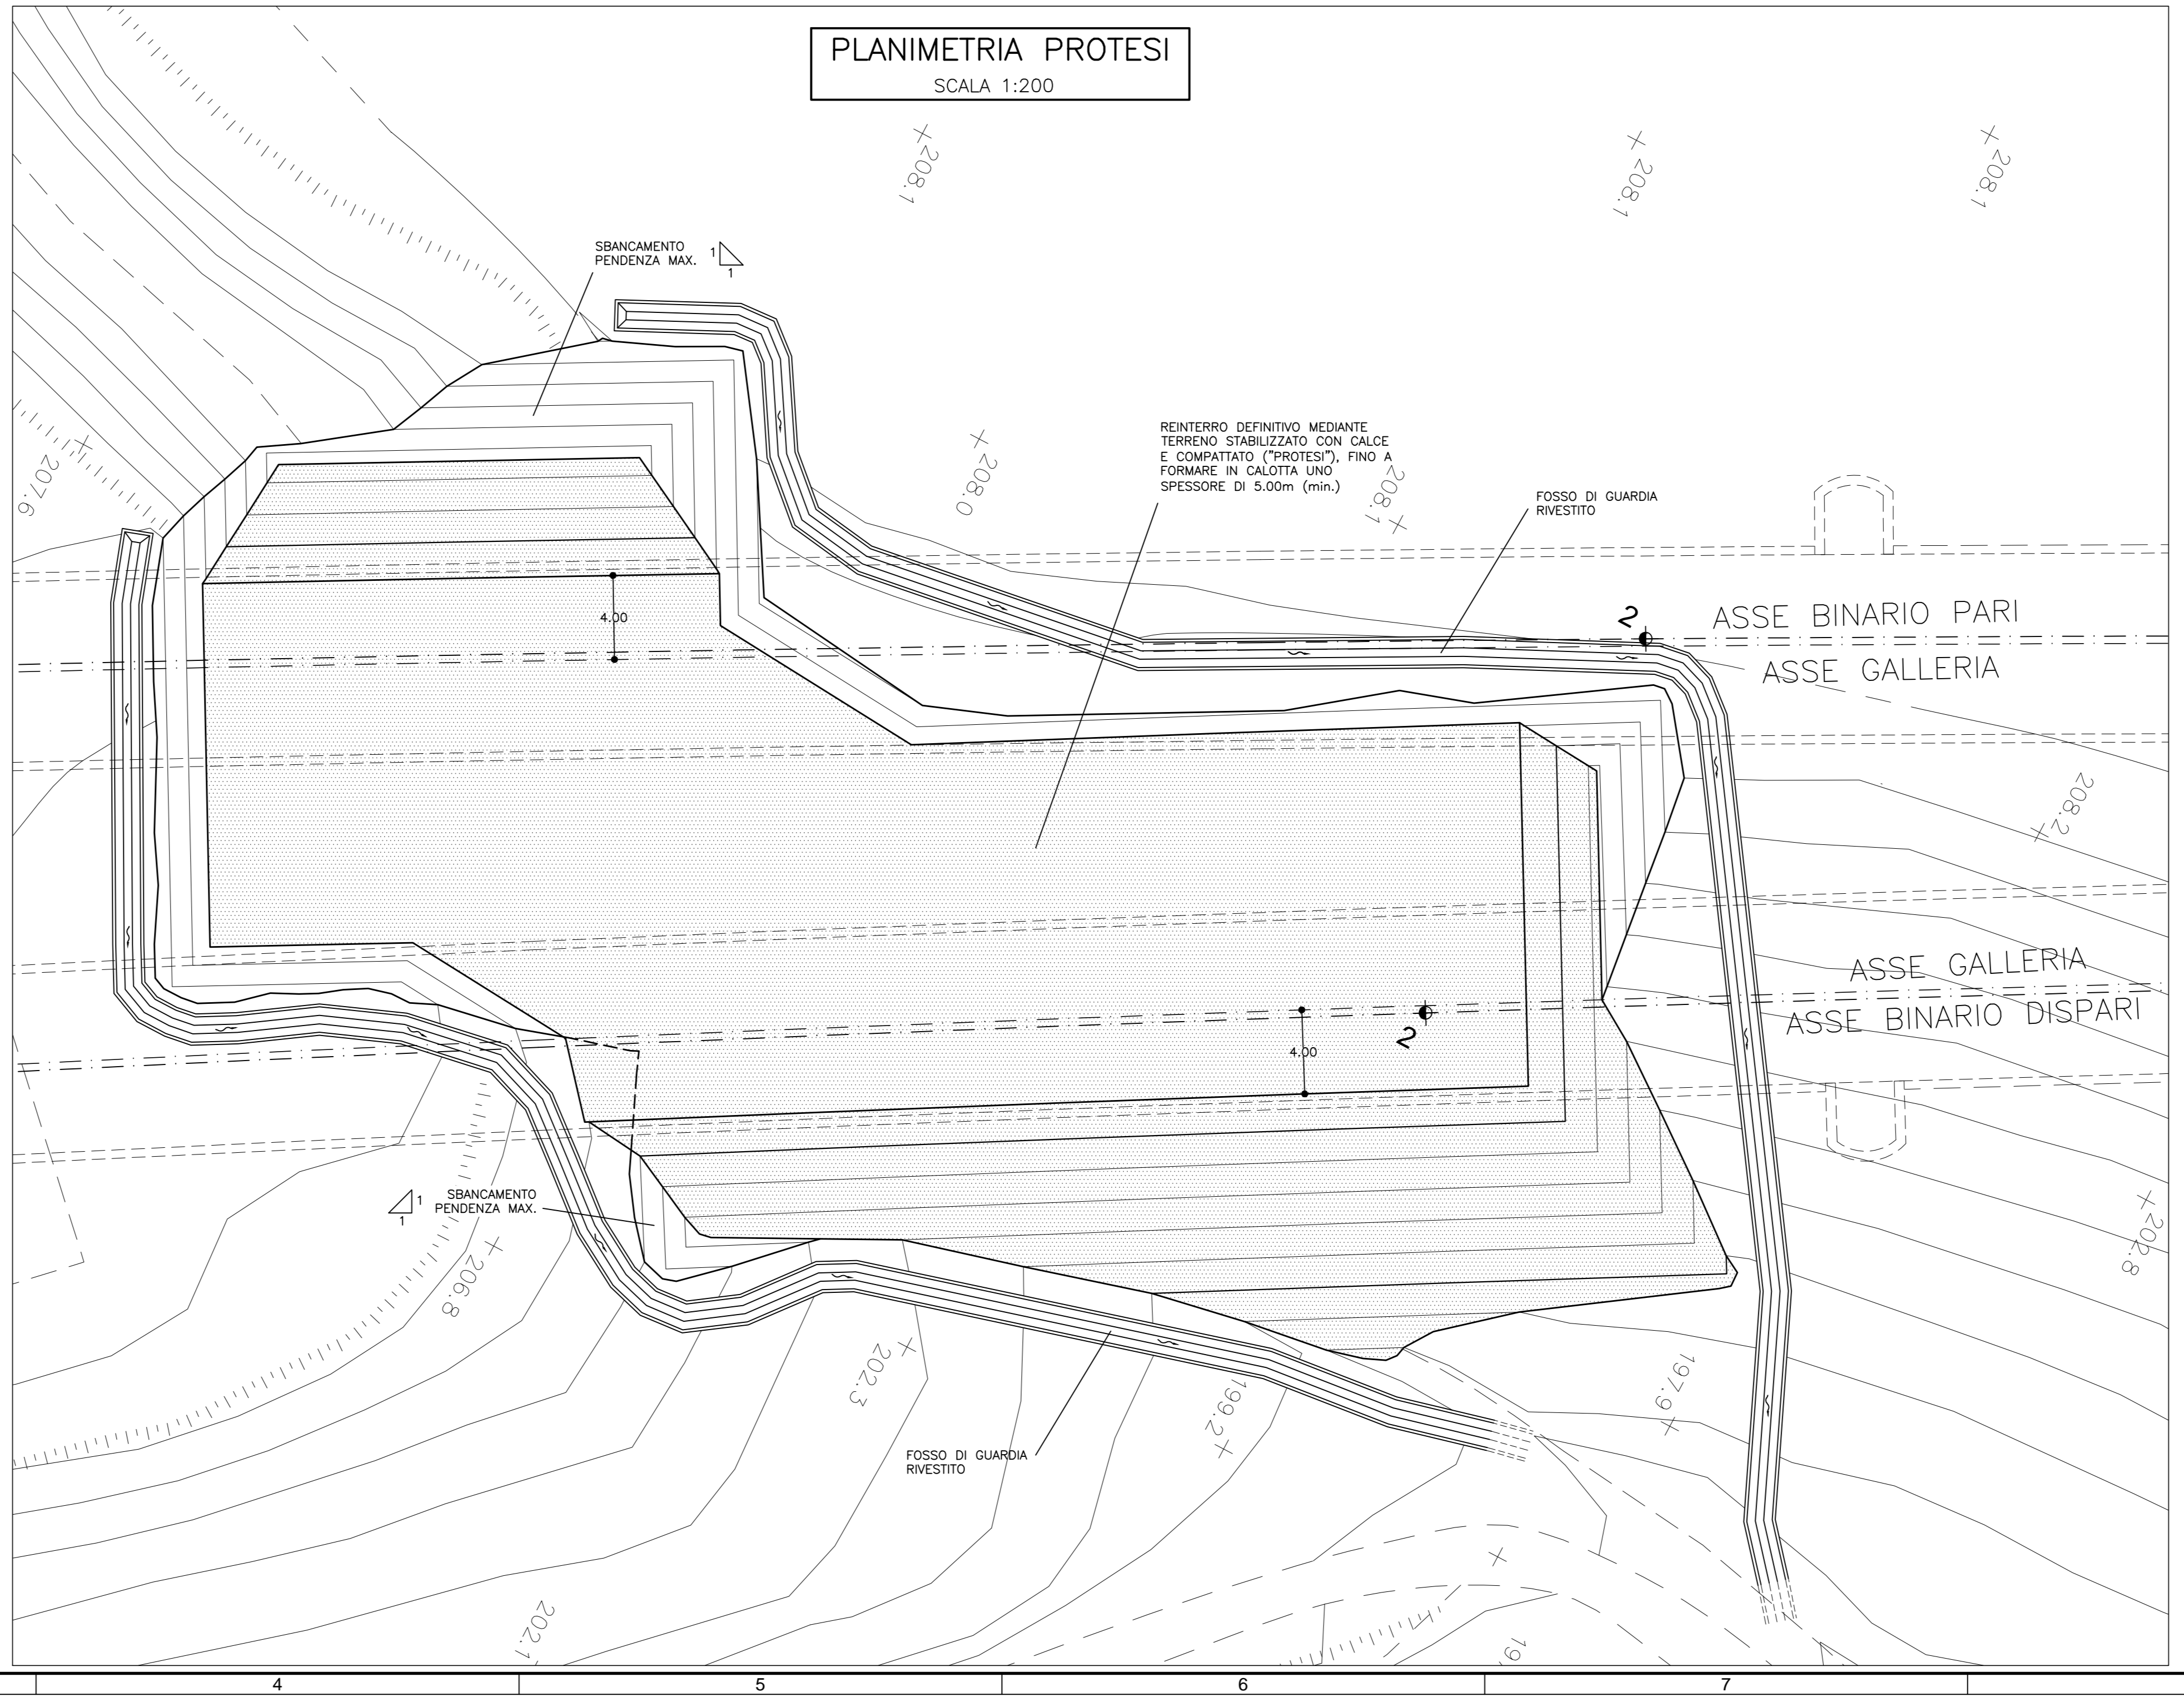 PLANIMETRIA PROTESI
SCALA 1:200
208.1
208.1
208.1
SBANCAMENTO
PENDENZA MAX.
1
1
207.6
208.0
REINTERRO DEFINITIVO MEDIANTE
TERRENO STABILIZZATO CON CALCE
E COMPATTATO ("PROTESI"), FINO A
FORMARE IN CALOTTA UNO
SPESSORE DI 5.00m (min.)
208.1
FOSSO DI GUARDIA
RIVESTITO
4.00
2
ASSE BINARIO PARI
ASSE GALLERIA
208.2
ASSE GALLERIA
ASSE BINARIO DISPARI
2
4.00
1
1
SBANCAMENTO
PENDENZA MAX.
206.8
202.8
202.3
199.2
197.9
FOSSO DI GUARDIA
RIVESTITO
202.1
19
4
5
6
7